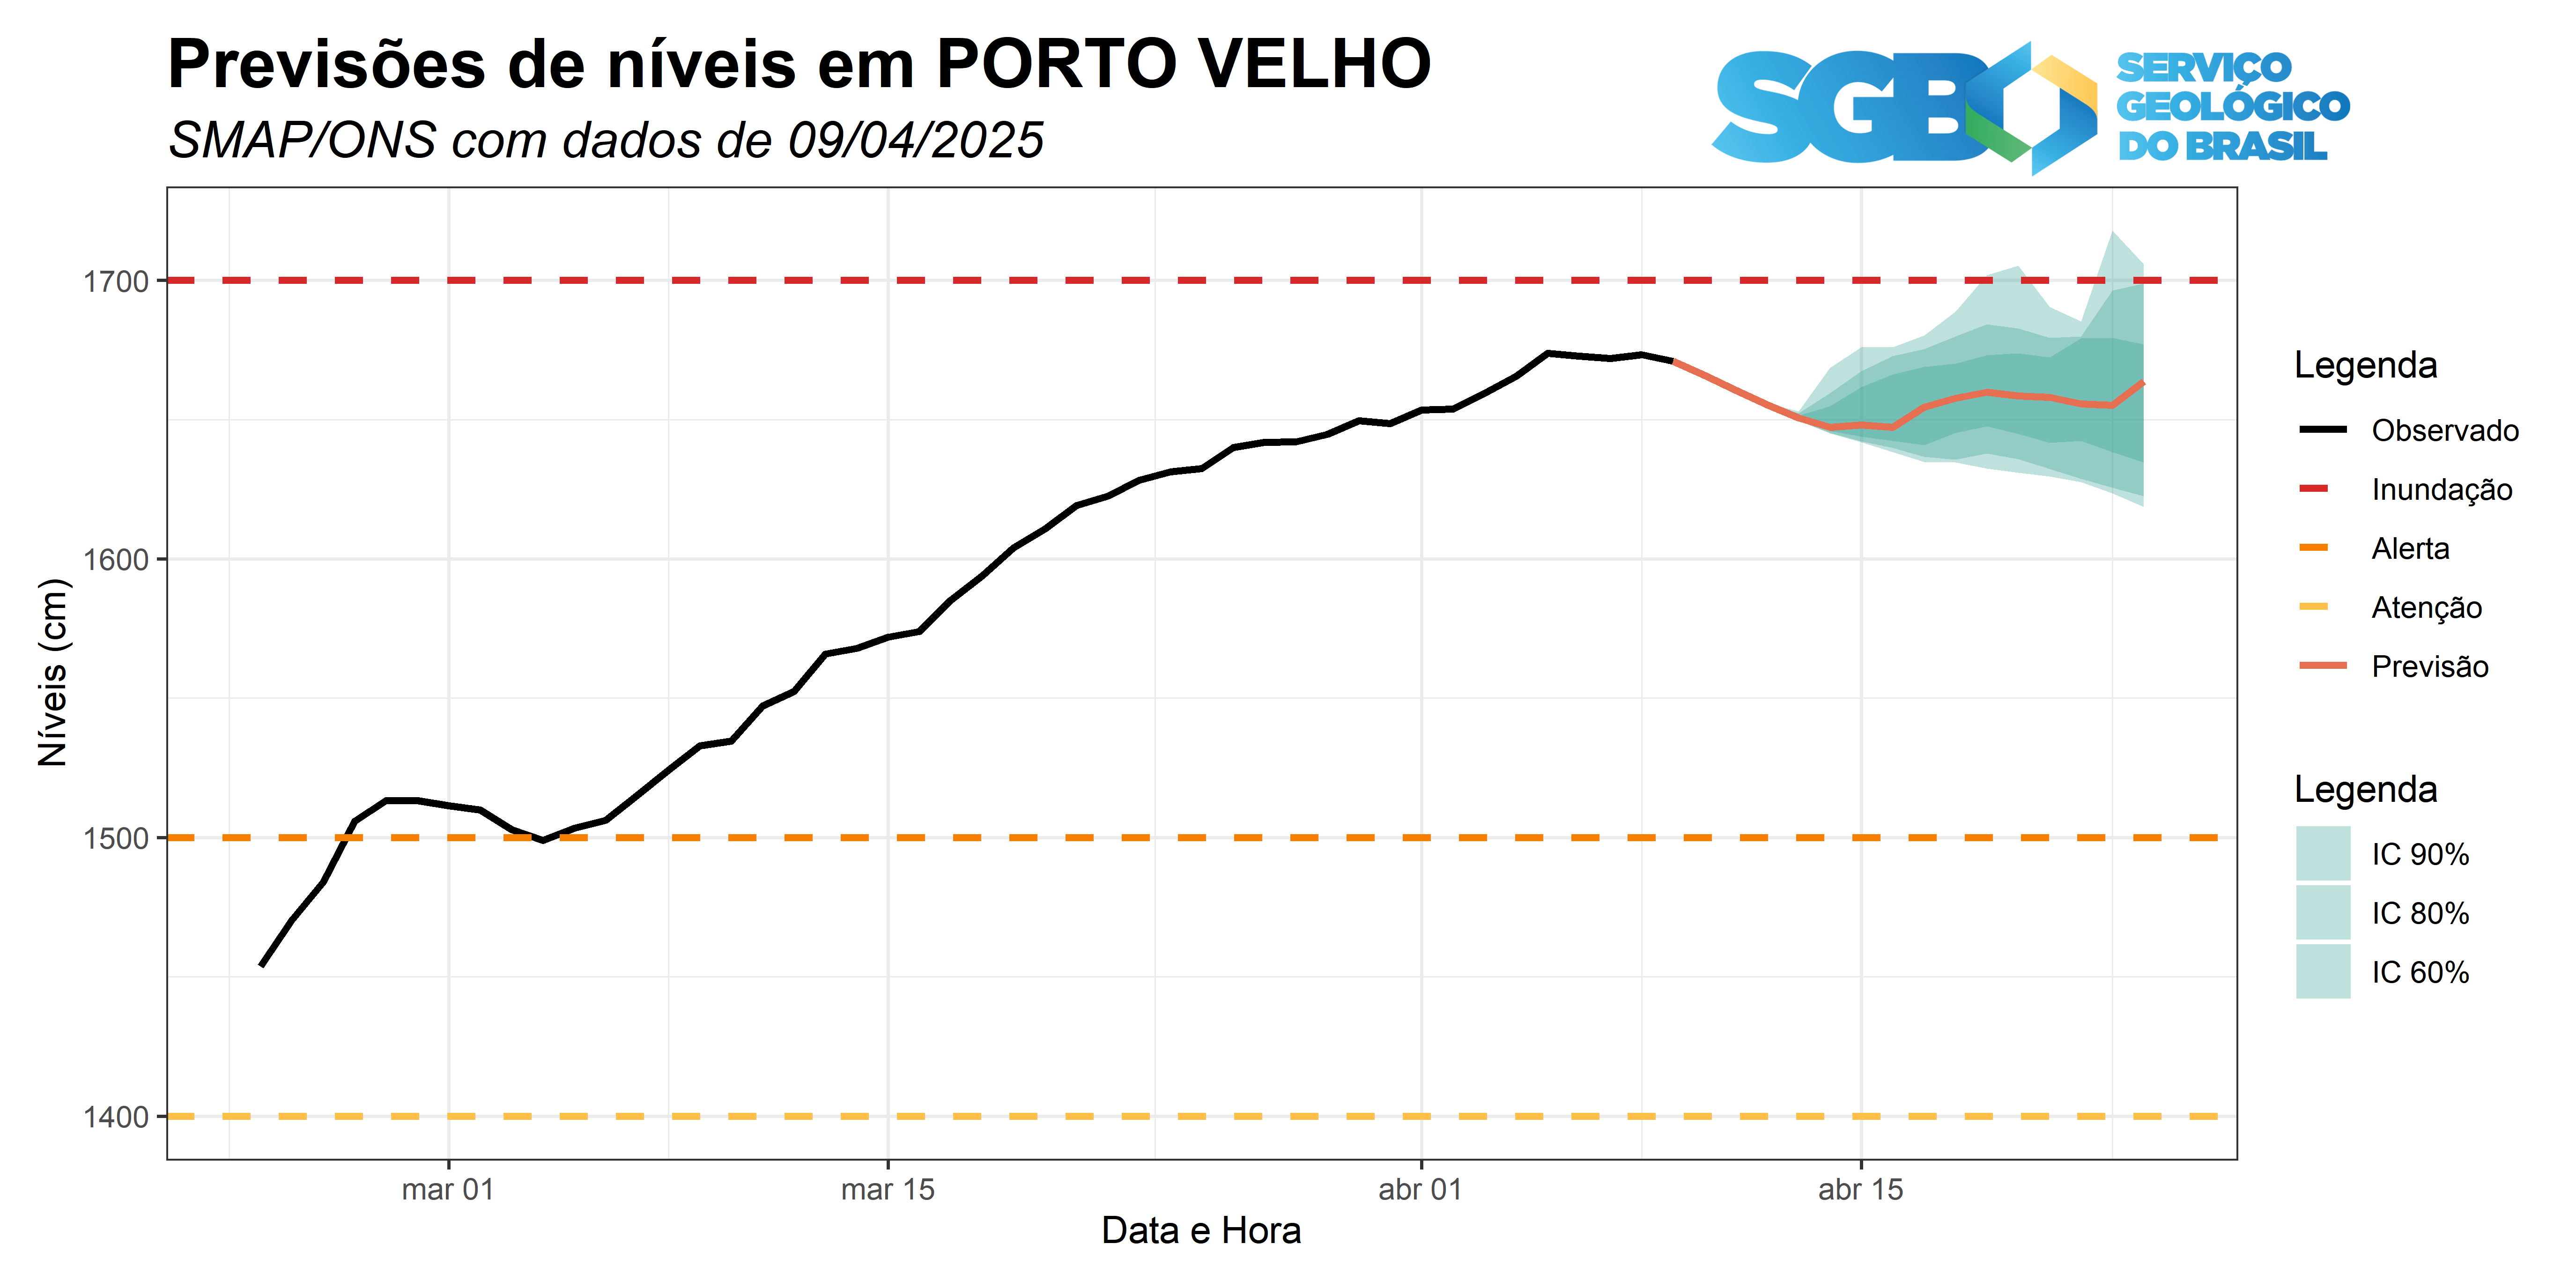 Previsões de níveis em PORTO VELHO
SMAP/ONS com dados de 09/04/2025
SGB
SERVIÇO
GEOLÓGICO
DO BRASIL
Níveis (cm)
1700
1600
1500
1400
mar 01
mar 15
abr 01
abr 15
Data e Hora
Legenda
Observado
Inundação
Alerta
Atenção
Previsão
Legenda
IC 90%
IC 80%
IC 60%